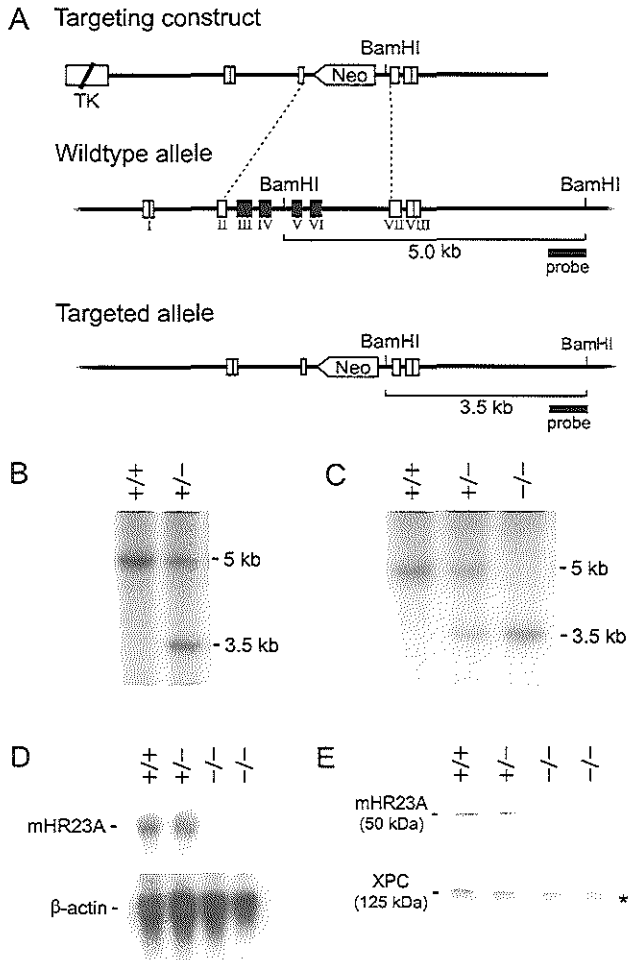 A Targeting construct
BamHI
Neo
TK
Wildtype allele
BamHI BamHI
I II III IV V VI VII VIII
5.0 kb
probe
Targeted allele
BamHI BamHI
Neo
3.5 kb
probe
B +/+ +/- C +/+ +/- -/-
- 5 kb - 5 kb
- 3.5 kb - 3.5 kb
D +/+ +/- -/- -/- E +/+ +/- -/- -/-
mHR23A - mHR23A -
(50 kDa)
β-actin - XPC -
(125 kDa) *